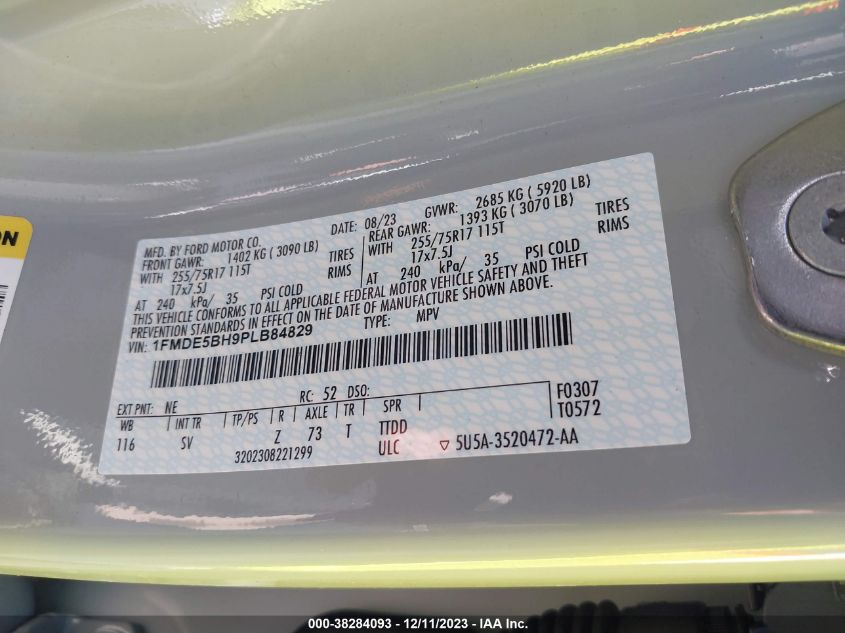 ON
MFD. BY FORD MOTOR CO. DATE: 08/23 GVWR: 2685 KG ( 5920 LB)
FRONT GAWR: 1402 KG ( 3090 LB) REAR GAWR: 1393 KG ( 3070 LB)
WITH 255/75R17 115T TIRES WITH 255/75R17 115T TIRES
17x7.5J RIMS 17x7.5J RIMS
AT 240 kPa/ 35 PSI COLD AT 240 kPa/ 35 PSI COLD
THIS VEHICLE CONFORMS TO ALL APPLICABLE FEDERAL MOTOR VEHICLE SAFETY AND THEFT
PREVENTION STANDARDS IN EFFECT ON THE DATE OF MANUFACTURE SHOWN ABOVE.
VIN: 1FMDE5BH9PLB84829 TYPE: MPV
EXT PNT: NE RC: 52 DSO: F0307
WB INT TR TP/PS R AXLE TR SPR T0572
116 SV Z 73 T TTDD
3202308221299 ULC ▽ 5U5A-3520472-AA
000-38284093 - 12/11/2023 - IAA Inc.